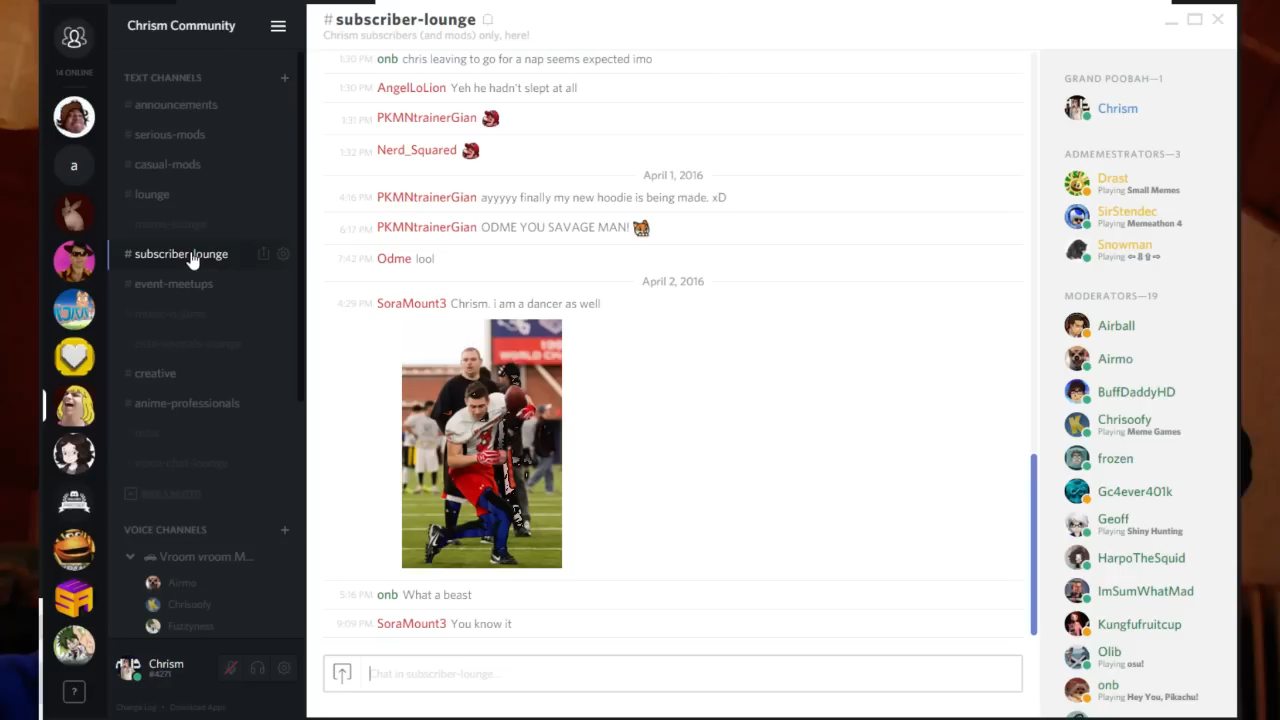 14 ONLINE
a
?
Chrism Community
TEXT CHANNELS
# announcements
# serious-mods
# casual-mods
# lounge
# subscriber-lounge
# event-meetups
# creative
# anime-professionals
VOICE CHANNELS
Vroom vroom M...
Airmo
Chrisoofy
Fuzzyness
Chrism
#4271
Change Log • Download Apps
# subscriber-lounge
Chrism subscribers (and mods) only, here!
1:30 PM onb chris leaving to go for a nap seems expected imo
1:30 PM AngelLoLion Yeh he hadn't slept at all
1:31 PM PKMNtrainerGian
1:32 PM Nerd_Squared
April 1, 2016
4:16 PM PKMNtrainerGian ayyyyy finally my new hoodie is being made. xD
6:17 PM PKMNtrainerGian ODME YOU SAVAGE MAN!
7:42 PM Odme lool
April 2, 2016
4:29 PM SoraMount3 Chrism. i am a dancer as well
5:16 PM onb What a beast
9:09 PM SoraMount3 You know it
Chat in subscriber-lounge...
GRAND POOBAH—1
Chrism
ADMEMESTRATORS—3
Drast
Playing Small Memes
SirStendec
Playing Memeathon 4
Snowman
Playing
MODERATORS—19
Airball
Airmo
BuffDaddyHD
Chrisoofy
Playing Meme Games
frozen
Gc4ever401k
Geoff
Playing Shiny Hunting
HarpoTheSquid
ImSumWhatMad
Kungfufruitcup
Olib
Playing osu!
onb
Playing Hey You, Pikachu!